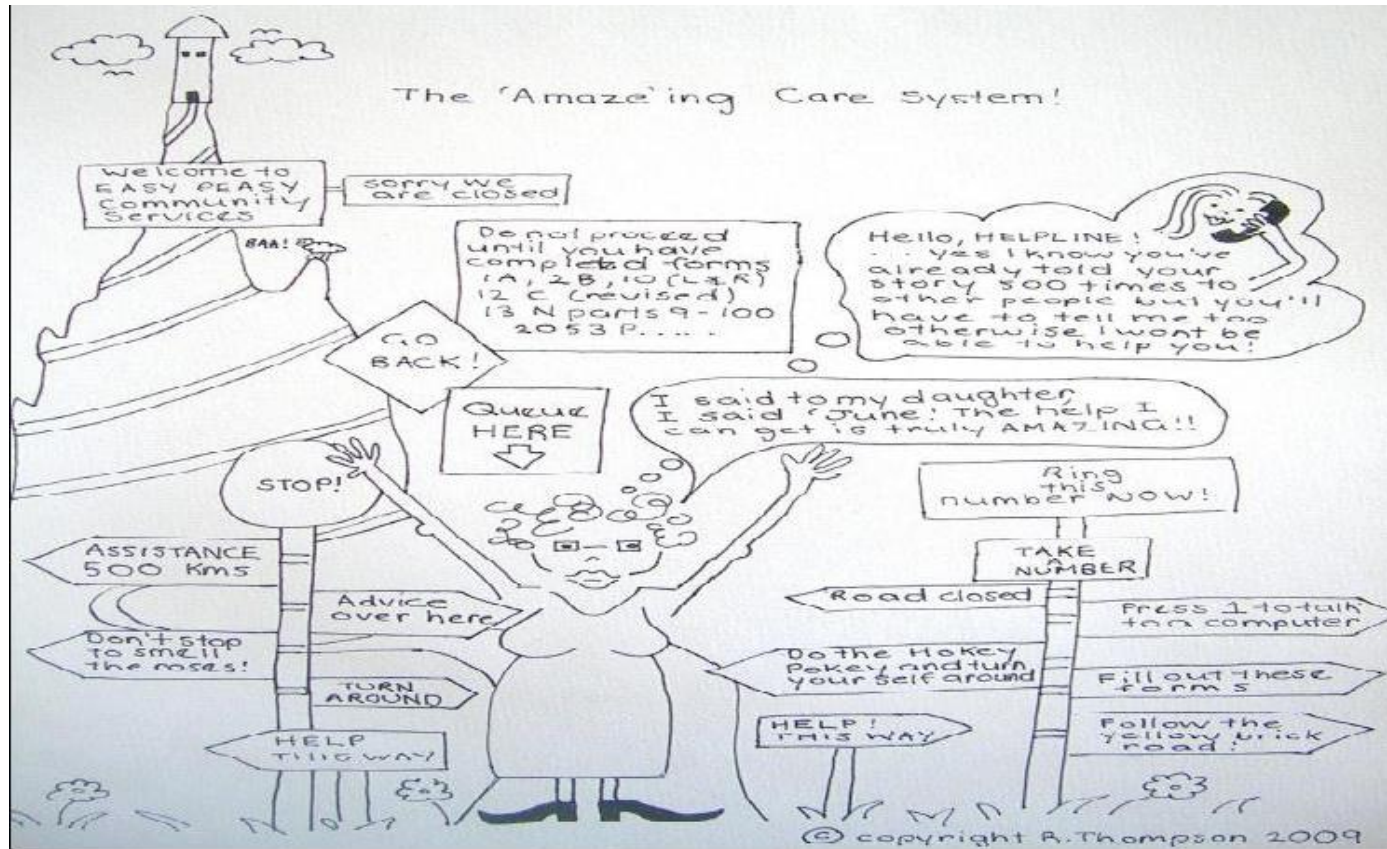 The 'Amaze'ing Care System!
Welcome to
EASY PEASY
Community
Services
sorry we
are closed
BAA!
Do not proceed
until you have
completed forms
1A, 2B, 10 (L&R)
12 C (revised)
13 N parts 9-100
2053 P.....
Hello, HELPLINE!
... yes I know you've
already told your
story 500 times to
other people but you'll
have to tell me too
otherwise I wont be
able to help you!
GO
BACK!
Queue
HERE
I said to my daughter,
I said 'June! The help I
can get is truly AMAZING!!
STOP!
Ring
this
number NOW!
ASSISTANCE
500 Kms
TAKE
A
NUMBER
Advice
over here
Road closed
Press 1 to talk
to a computer
Don't stop
to smell
the roses!
Do the Hokey
Pokey and turn
your self around
Fill out these
forms
TURN
AROUND
HELP
THIS WAY
HELP!
THIS WAY
Follow the
yellow brick
road!
© copyright R. Thompson 2009